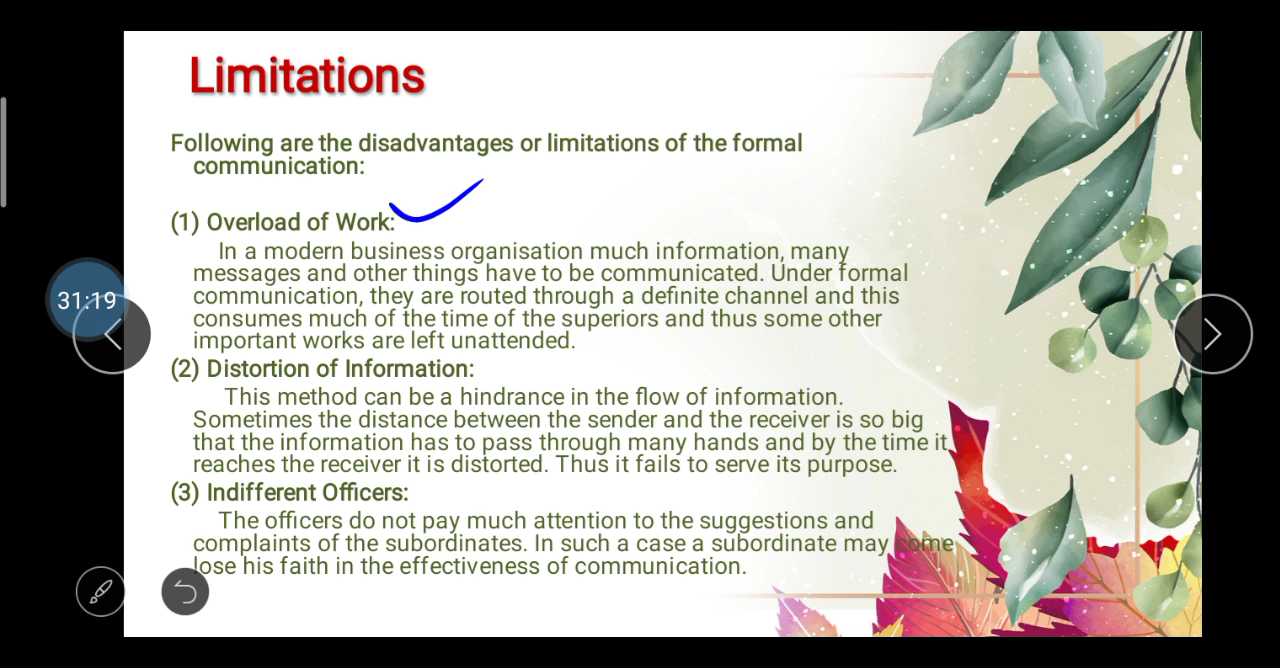 Limitations
Following are the disadvantages or limitations of the formal
communication:
(1) Overload of Work:
In a modern business organisation much information, many
messages and other things have to be communicated. Under formal
communication, they are routed through a definite channel and this
consumes much of the time of the superiors and thus some other
important works are left unattended.
(2) Distortion of Information:
This method can be a hindrance in the flow of information.
Sometimes the distance between the sender and the receiver is so big
that the information has to pass through many hands and by the time it
reaches the receiver it is distorted. Thus it fails to serve its purpose.
(3) Indifferent Officers:
The officers do not pay much attention to the suggestions and
complaints of the subordinates. In such a case a subordinate may come
lose his faith in the effectiveness of communication.
31:19